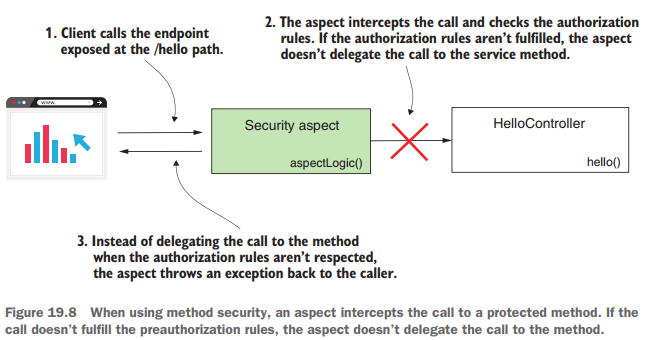 1. Client calls the endpoint
exposed at the /hello path.
2. The aspect intercepts the call and checks the authorization
rules. If the authorization rules aren't fulfilled, the aspect
doesn't delegate the call to the service method.
www.
Security aspect
aspectLogic()
HelloController
hello()
3. Instead of delegating the call to the method
when the authorization rules aren't respected,
the aspect throws an exception back to the caller.
Figure 19.8 When using method security, an aspect intercepts the call to a protected method. If the
call doesn't fulfill the preauthorization rules, the aspect doesn't delegate the call to the method.